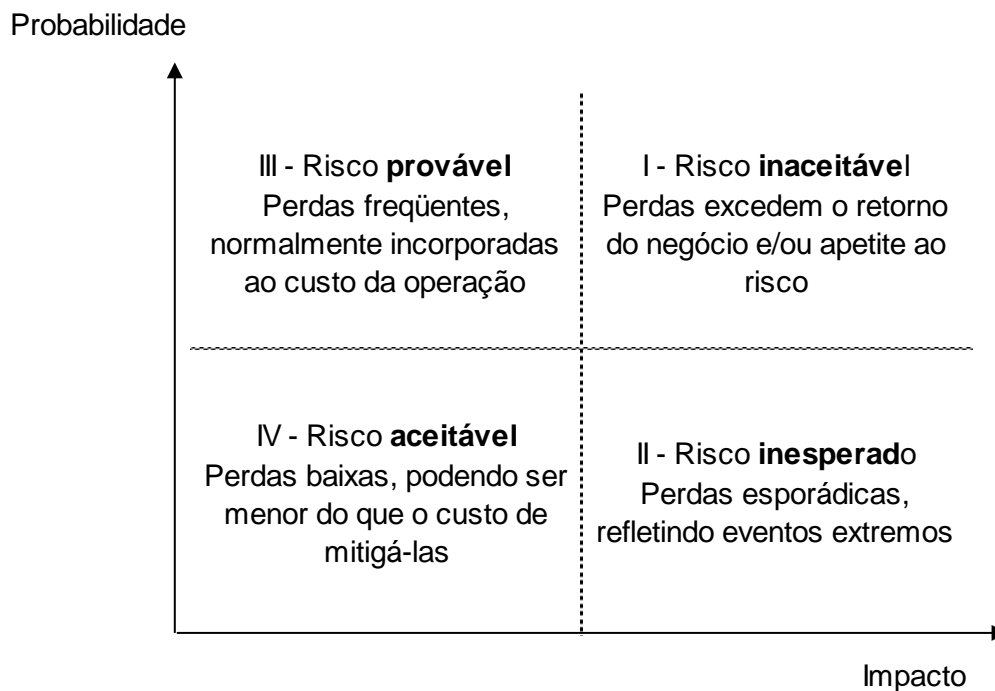 Probabilidade
III - Risco provável
Perdas freqüentes,
normalmente incorporadas
ao custo da operação
I - Risco inaceitável
Perdas excedem o retorno
do negócio e/ou apetite ao
risco
IV - Risco aceitável
Perdas baixas, podendo ser
menor do que o custo de
mitigá-las
II - Risco inesperado
Perdas esporádicas,
refletindo eventos extremos
Impacto